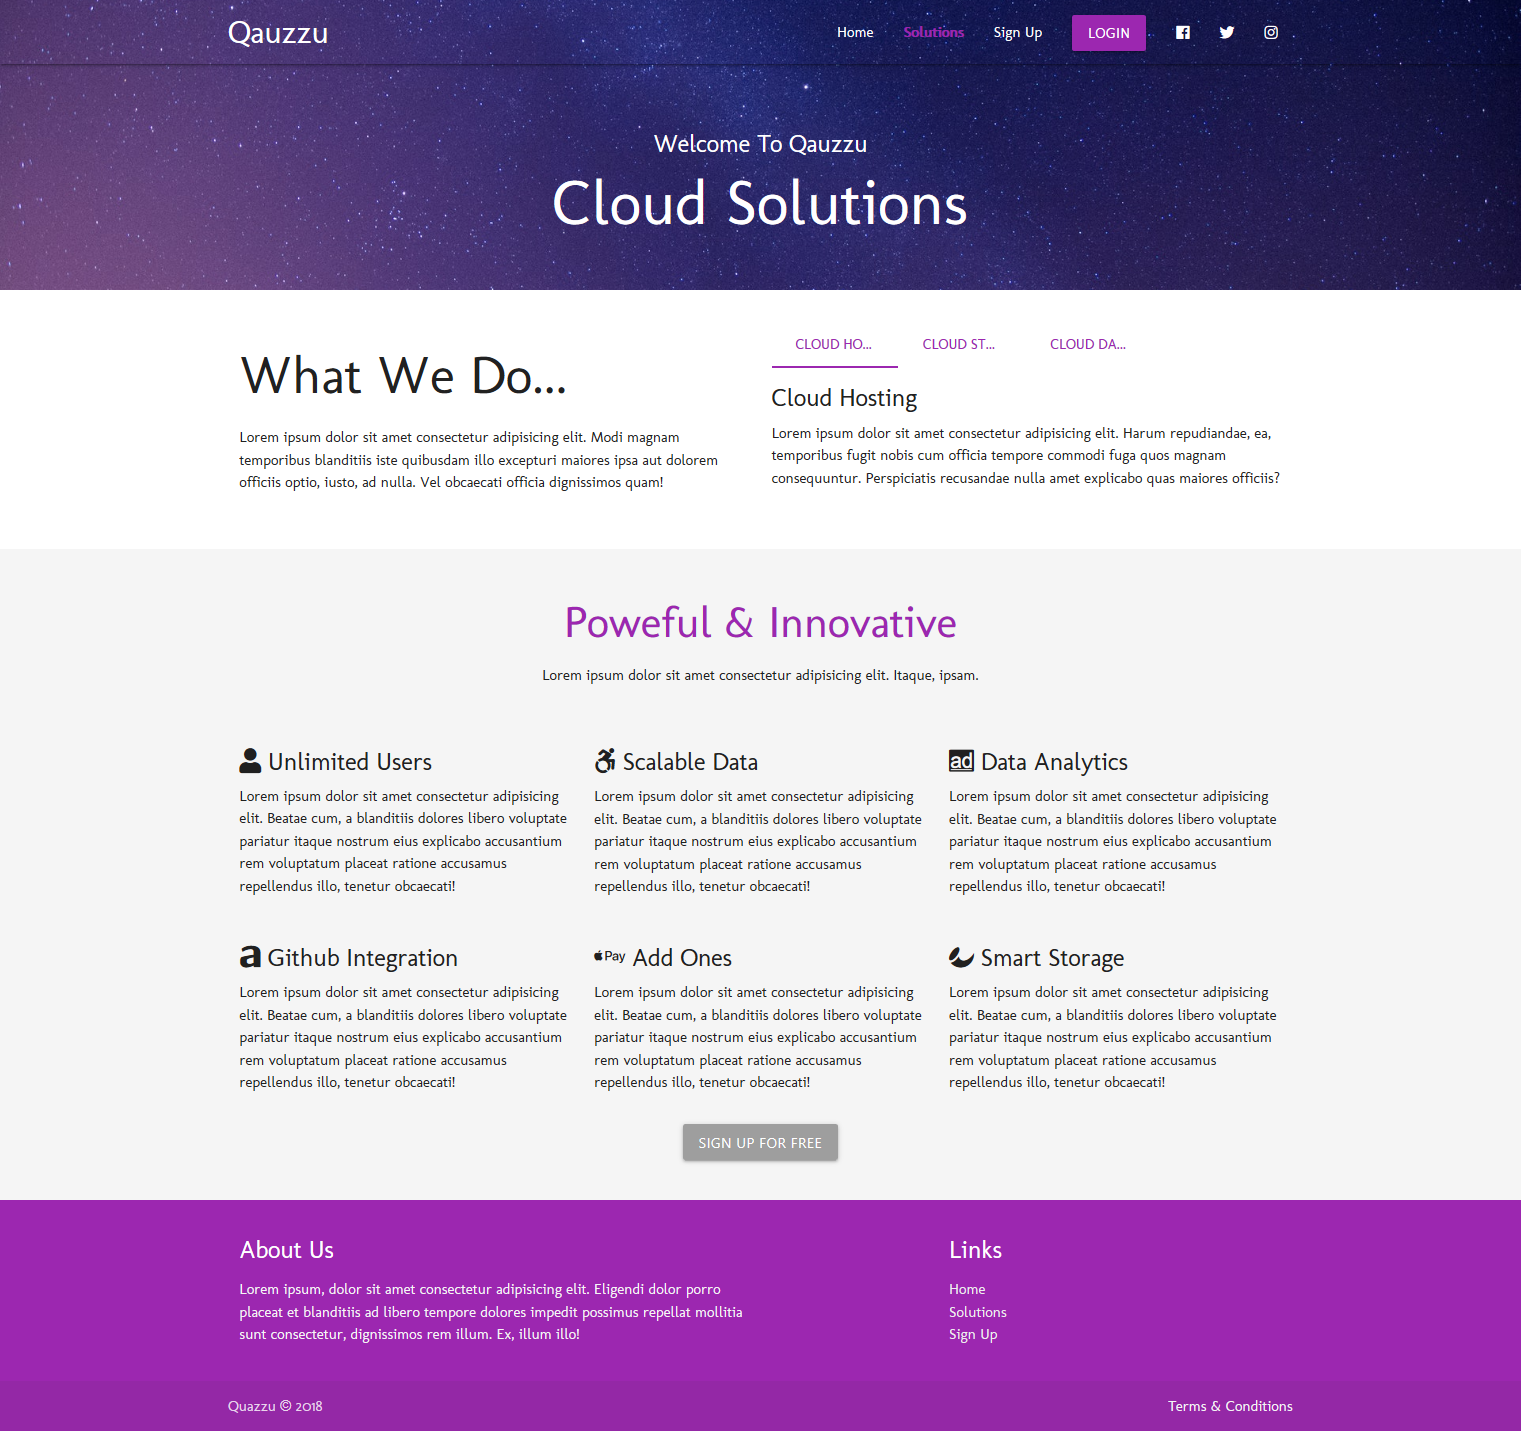 Qauzzu
Home Solutions Sign Up LOGIN
Welcome To Qauzzu
Cloud Solutions
What We Do...
Lorem ipsum dolor sit amet consectetur adipisicing elit. Modi magnam
temporibus blanditiis iste quibusdam illo excepturi maiores ipsa aut dolorem
officiis optio, iusto, ad nulla. Vel obcaecati officia dignissimos quam!
CLOUD HO... CLOUD ST... CLOUD DA...
Cloud Hosting
Lorem ipsum dolor sit amet consectetur adipisicing elit. Harum repudiandae, ea,
temporibus fugit nobis cum officia tempore commodi fuga quos magnam
consequuntur. Perspiciatis recusandae nulla amet explicabo quas maiores officiis?
Poweful & Innovative
Lorem ipsum dolor sit amet consectetur adipisicing elit. Itaque, ipsam.
Unlimited Users
Lorem ipsum dolor sit amet consectetur adipisicing
elit. Beatae cum, a blanditiis dolores libero voluptate
pariatur itaque nostrum eius explicabo accusantium
rem voluptatum placeat ratione accusamus
repellendus illo, tenetur obcaecati!
Scalable Data
Lorem ipsum dolor sit amet consectetur adipisicing
elit. Beatae cum, a blanditiis dolores libero voluptate
pariatur itaque nostrum eius explicabo accusantium
rem voluptatum placeat ratione accusamus
repellendus illo, tenetur obcaecati!
ad Data Analytics
Lorem ipsum dolor sit amet consectetur adipisicing
elit. Beatae cum, a blanditiis dolores libero voluptate
pariatur itaque nostrum eius explicabo accusantium
rem voluptatum placeat ratione accusamus
repellendus illo, tenetur obcaecati!
a Github Integration
Lorem ipsum dolor sit amet consectetur adipisicing
elit. Beatae cum, a blanditiis dolores libero voluptate
pariatur itaque nostrum eius explicabo accusantium
rem voluptatum placeat ratione accusamus
repellendus illo, tenetur obcaecati!
Pay Add Ones
Lorem ipsum dolor sit amet consectetur adipisicing
elit. Beatae cum, a blanditiis dolores libero voluptate
pariatur itaque nostrum eius explicabo accusantium
rem voluptatum placeat ratione accusamus
repellendus illo, tenetur obcaecati!
Smart Storage
Lorem ipsum dolor sit amet consectetur adipisicing
elit. Beatae cum, a blanditiis dolores libero voluptate
pariatur itaque nostrum eius explicabo accusantium
rem voluptatum placeat ratione accusamus
repellendus illo, tenetur obcaecati!
SIGN UP FOR FREE
About Us
Lorem ipsum, dolor sit amet consectetur adipisicing elit. Eligendi dolor porro
placeat et blanditiis ad libero tempore dolores impedit possimus repellat mollitia
sunt consectetur, dignissimos rem illum. Ex, illum illo!
Links
Home
Solutions
Sign Up
Quazzu © 2018
Terms & Conditions